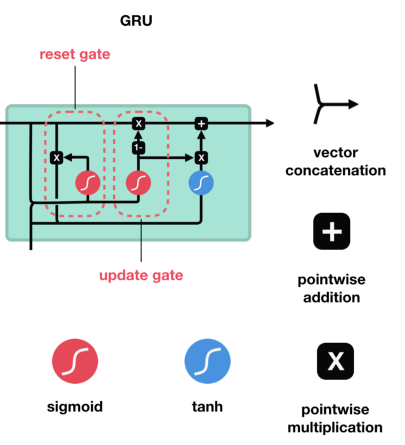 GRU
reset gate
X
+
1-
X
X
vector
concatenation
update gate
+
pointwise
addition
X
sigmoid
tanh
pointwise
multiplication